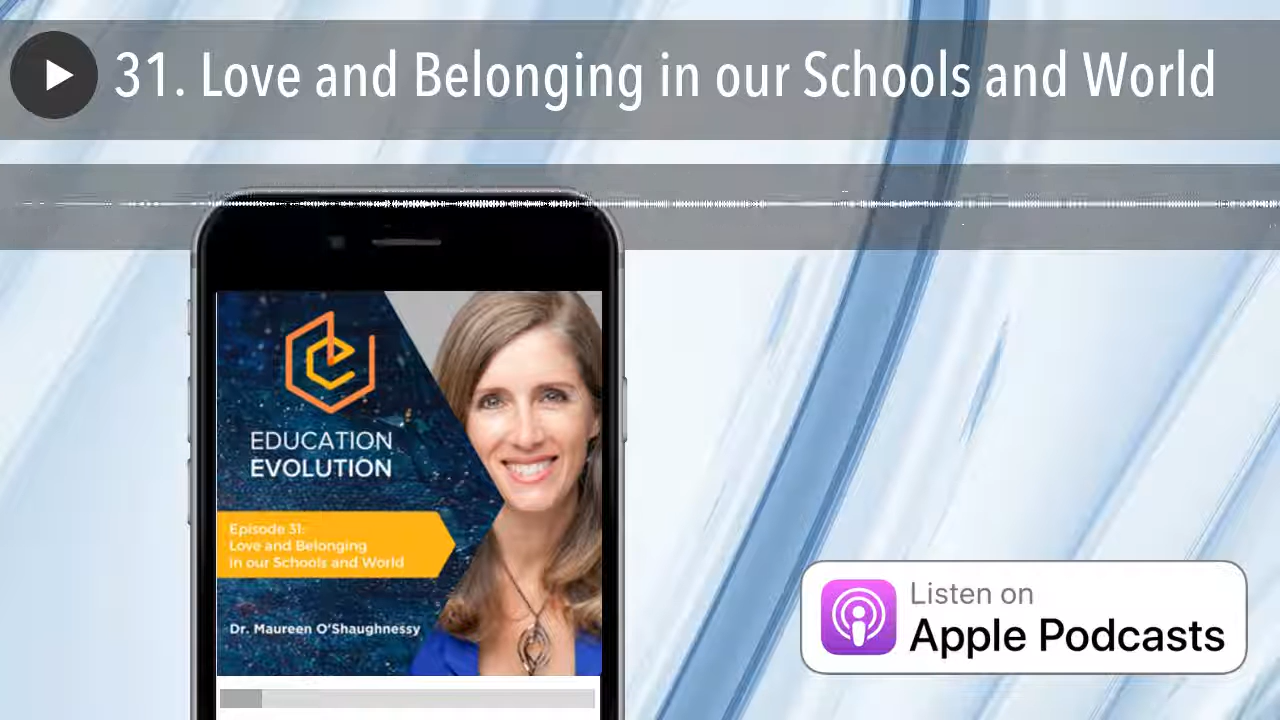 31. Love and Belonging in our Schools and World
EDUCATION
EVOLUTION
Episode 31:
Love and Belonging
in our Schools and World
Dr. Maureen O'Shaughnessy
Listen on
Apple Podcasts